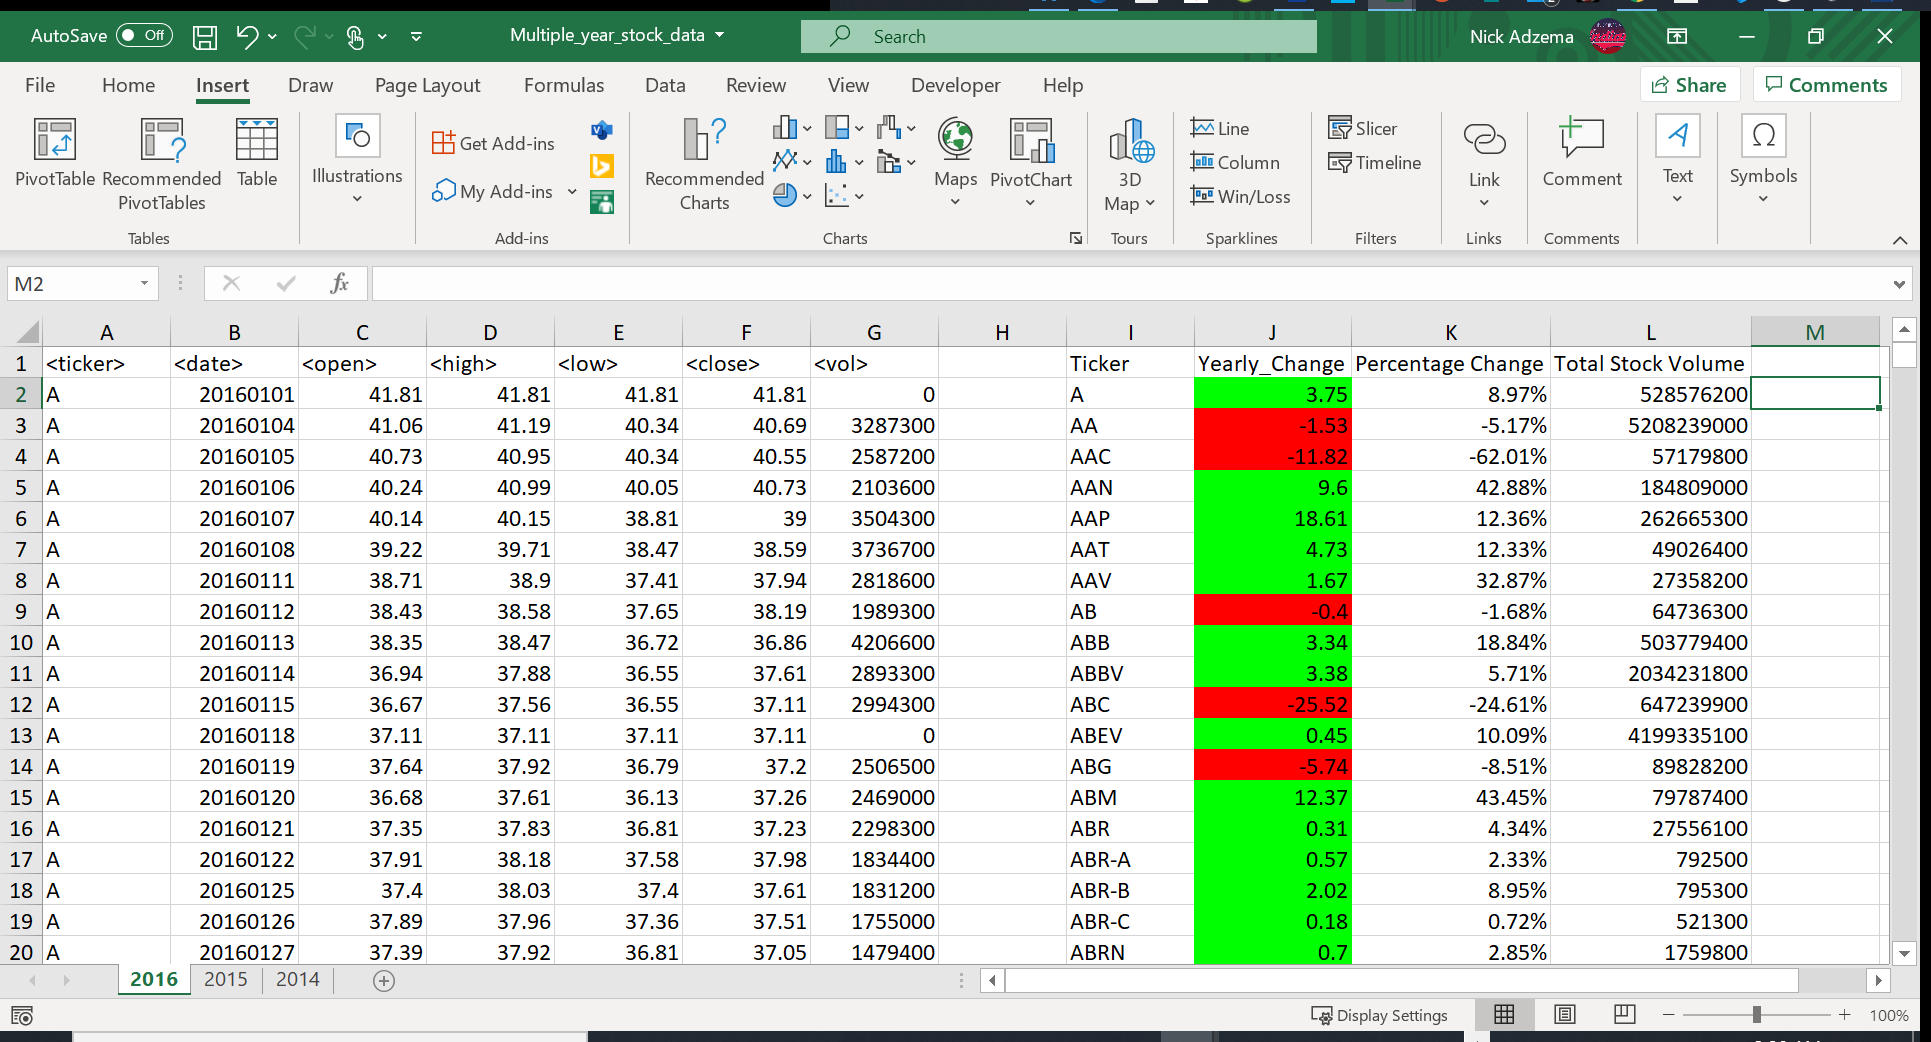 AutoSave Off Multiple_year_stock_data Search Nick Adzema
File Home Insert Draw Page Layout Formulas Data Review View Developer Help Share Comments
PivotTable Recommended PivotTables Table
Tables
Illustrations
Get Add-ins
My Add-ins
Add-ins
Recommended Charts
Maps PivotChart
Charts
3D Map
Tours
Line
Column
Win/Loss
Sparklines
Slicer
Timeline
Filters
Link
Links
Comment
Comments
Text
Symbols
M2 fx
A B C D E F G H I J K L M
1 <ticker> <date> <open> <high> <low> <close> <vol> Ticker Yearly_Change Percentage Change Total Stock Volume
2 A 20160101 41.81 41.81 41.81 41.81 0 A 3.75 8.97% 528576200
3 A 20160104 41.06 41.19 40.34 40.69 3287300 AA -1.53 -5.17% 5208239000
4 A 20160105 40.73 40.95 40.34 40.55 2587200 AAC -11.82 -62.01% 57179800
5 A 20160106 40.24 40.99 40.05 40.73 2103600 AAN 9.6 42.88% 184809000
6 A 20160107 40.14 40.15 38.81 39 3504300 AAP 18.61 12.36% 262665300
7 A 20160108 39.22 39.71 38.47 38.59 3736700 AAT 4.73 12.33% 49026400
8 A 20160111 38.71 38.9 37.41 37.94 2818600 AAV 1.67 32.87% 27358200
9 A 20160112 38.43 38.58 37.65 38.19 1989300 AB -0.4 -1.68% 64736300
10 A 20160113 38.35 38.47 36.72 36.86 4206600 ABB 3.34 18.84% 503779400
11 A 20160114 36.94 37.88 36.55 37.61 2893300 ABBV 3.38 5.71% 2034231800
12 A 20160115 36.67 37.56 36.55 37.11 2994300 ABC -25.52 -24.61% 647239900
13 A 20160118 37.11 37.11 37.11 37.11 0 ABEV 0.45 10.09% 4199335100
14 A 20160119 37.64 37.92 36.79 37.2 2506500 ABG -5.74 -8.51% 89828200
15 A 20160120 36.68 37.61 36.13 37.26 2469000 ABM 12.37 43.45% 79787400
16 A 20160121 37.35 37.83 36.81 37.23 2298300 ABR 0.31 4.34% 27556100
17 A 20160122 37.91 38.18 37.58 37.98 1834400 ABR-A 0.57 2.33% 792500
18 A 20160125 37.4 38.03 37.4 37.61 1831200 ABR-B 2.02 8.95% 795300
19 A 20160126 37.89 37.96 37.36 37.51 1755000 ABR-C 0.18 0.72% 521300
20 A 20160127 37.39 37.92 36.81 37.05 1479400 ABRN 0.7 2.85% 1759800
2016 2015 2014
Display Settings 100%